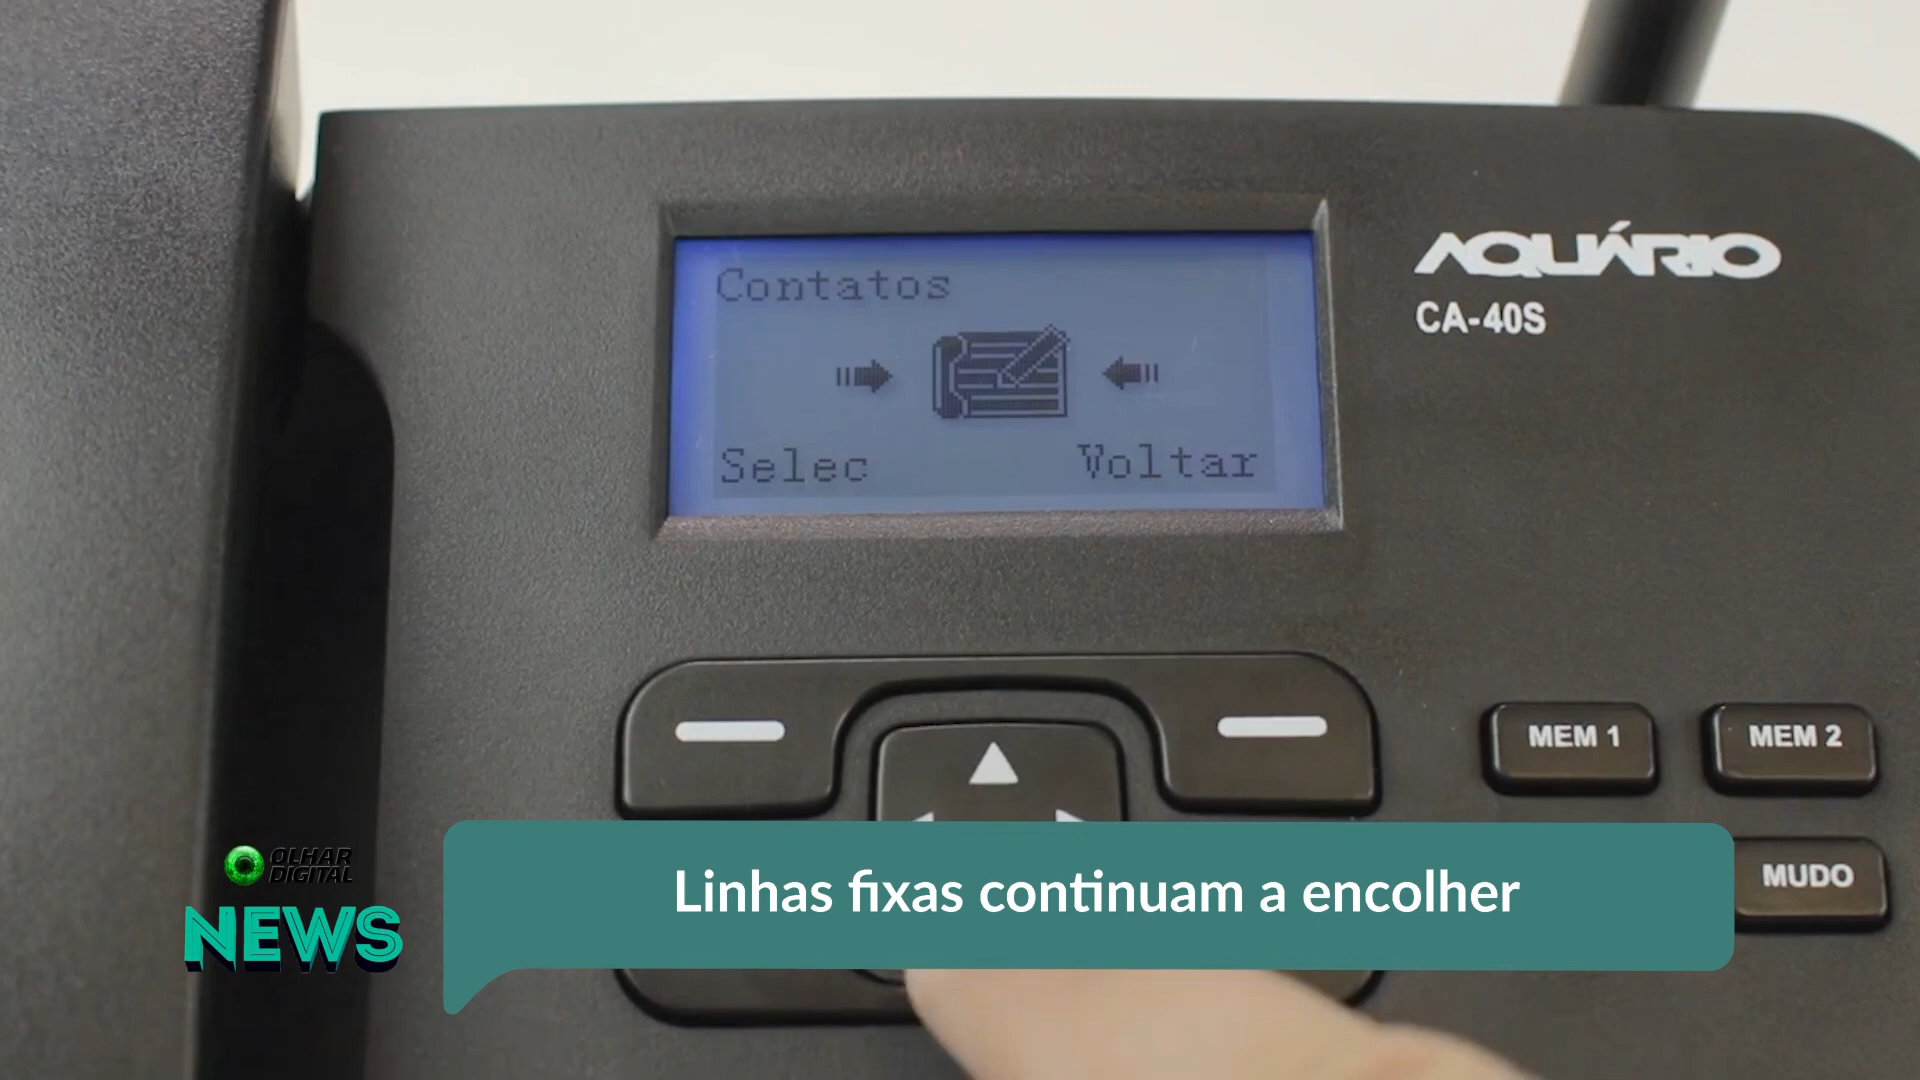 AQUÁRIO
CA-40S
Contatos
Selec
Voltar
MEM 1
MEM 2
MUDO
OLHAR
DIGITAL
NEWS
Linhas fixas continuam a encolher